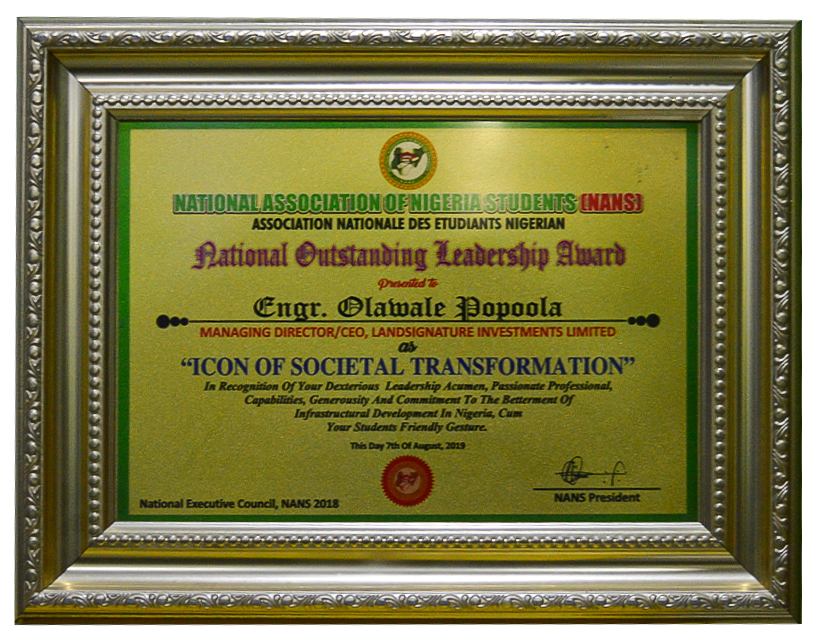 NATIONAL ASSOCIATION OF NIGERIA STUDENTS (NANS)
ASSOCIATION NATIONALE DES ETUDIANTS NIGERIAN
National Outstanding Leadership Award
Presented to
Engr. Olawale Popoola
MANAGING DIRECTOR/CEO, LANDSIGNATURE INVESTMENTS LIMITED
as
“ICON OF SOCIETAL TRANSFORMATION”
In Recognition Of Your Dexterious Leadership Acumen, Passionate Professional,
Capabilities, Generousity And Commitment To The Betterment Of
Infrastructural Development In Nigeria, Cum
Your Students Friendly Gesture.
This Day 7th Of August, 2019
National Executive Council, NANS 2018
NANS President